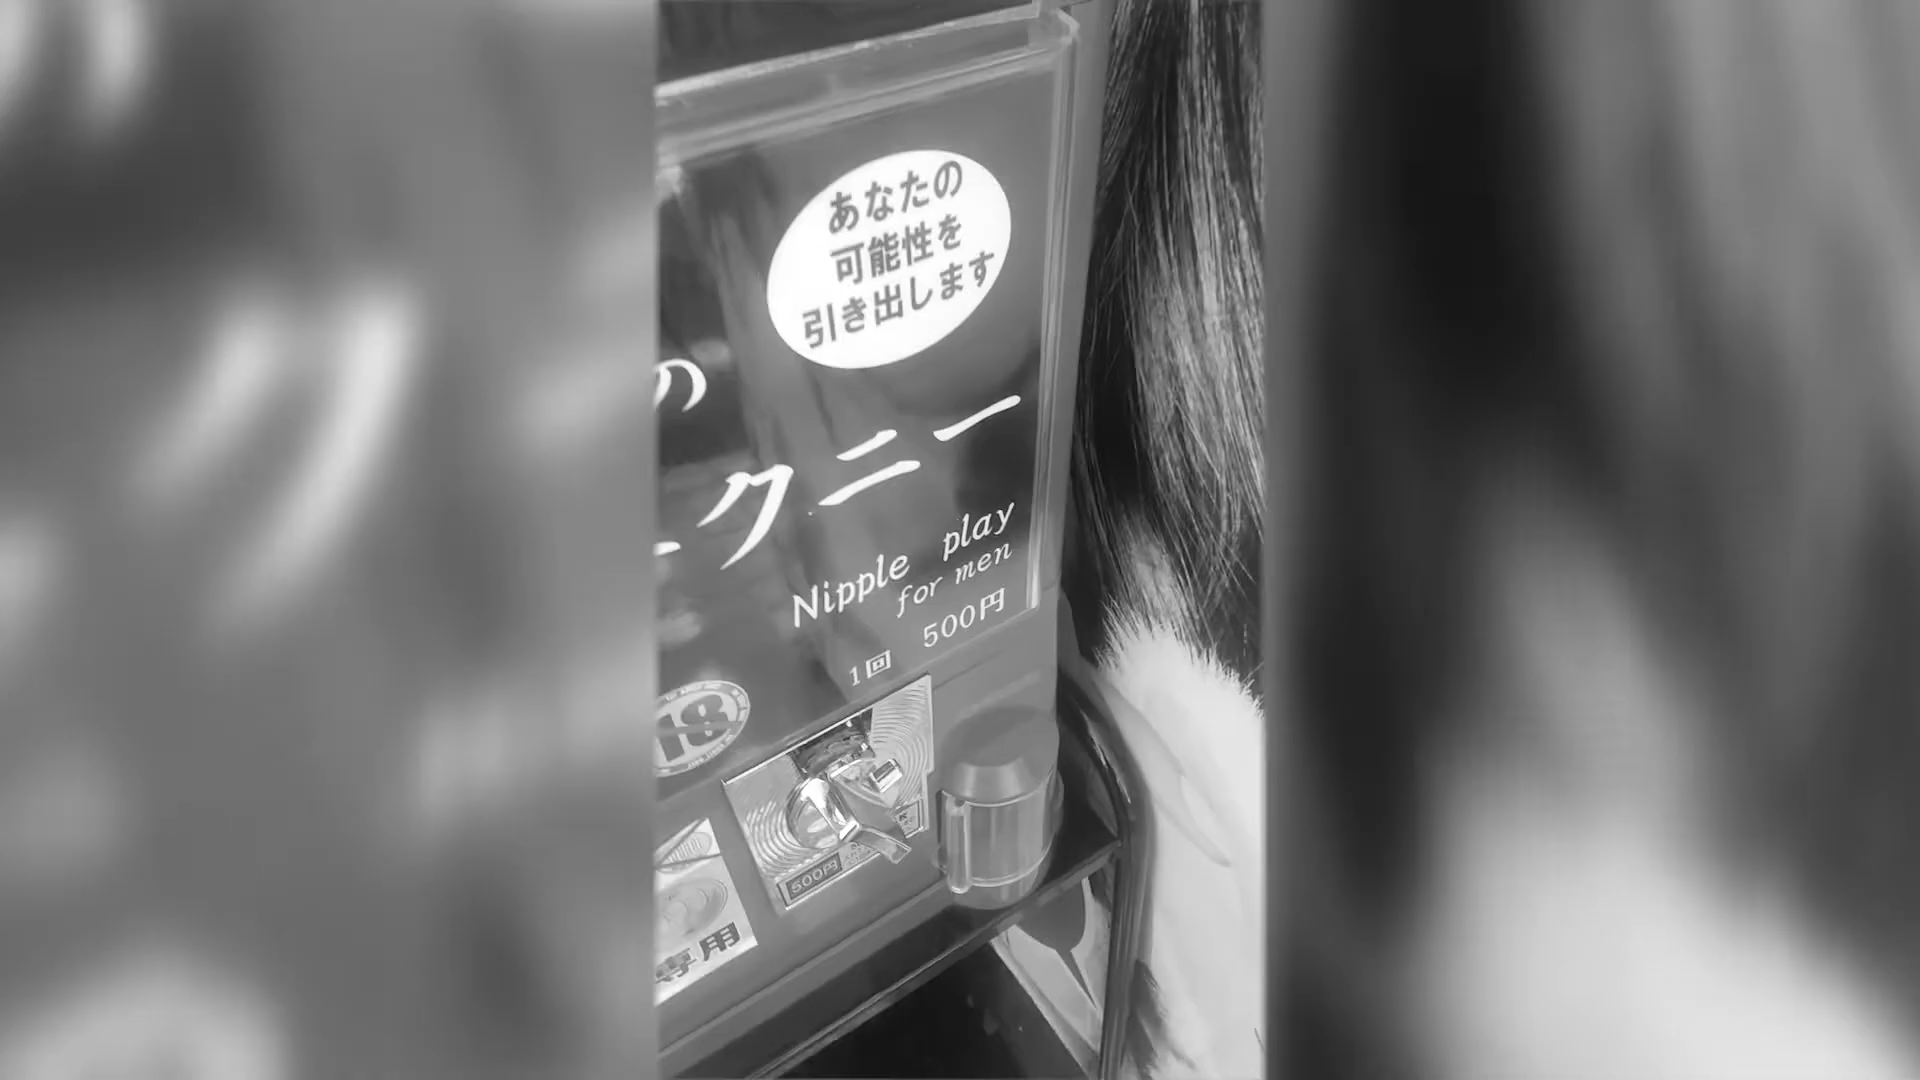 あなたの
可能性を
引き出します
の
クニー
Nipple play
for men
1回 500円
18
500円
専用